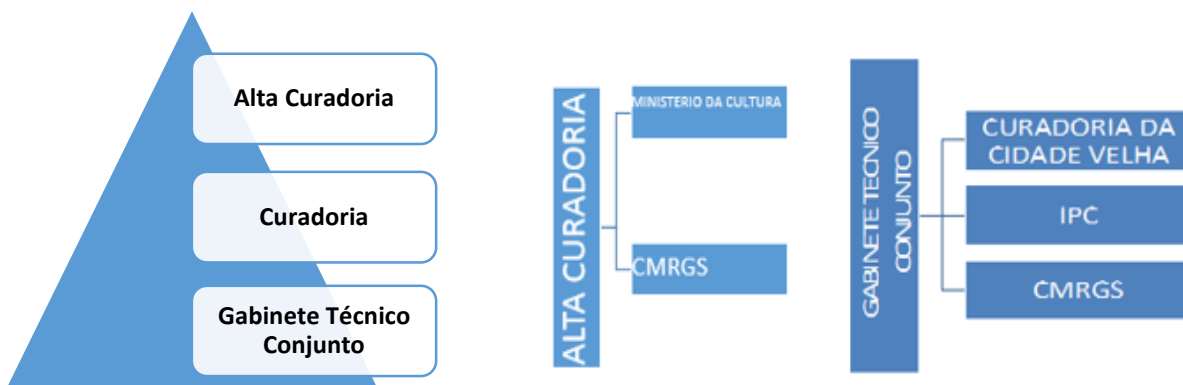 Alta Curadoria
Curadoria
Gabinete Técnico
Conjunto
ALTA CURADORIA
MINISTERIO DA CULTURA
CMRGS
GABINETE TECNICO
CONJUNTO
CURADORIA DA
CIDADE VELHA
IPC
CMRGS